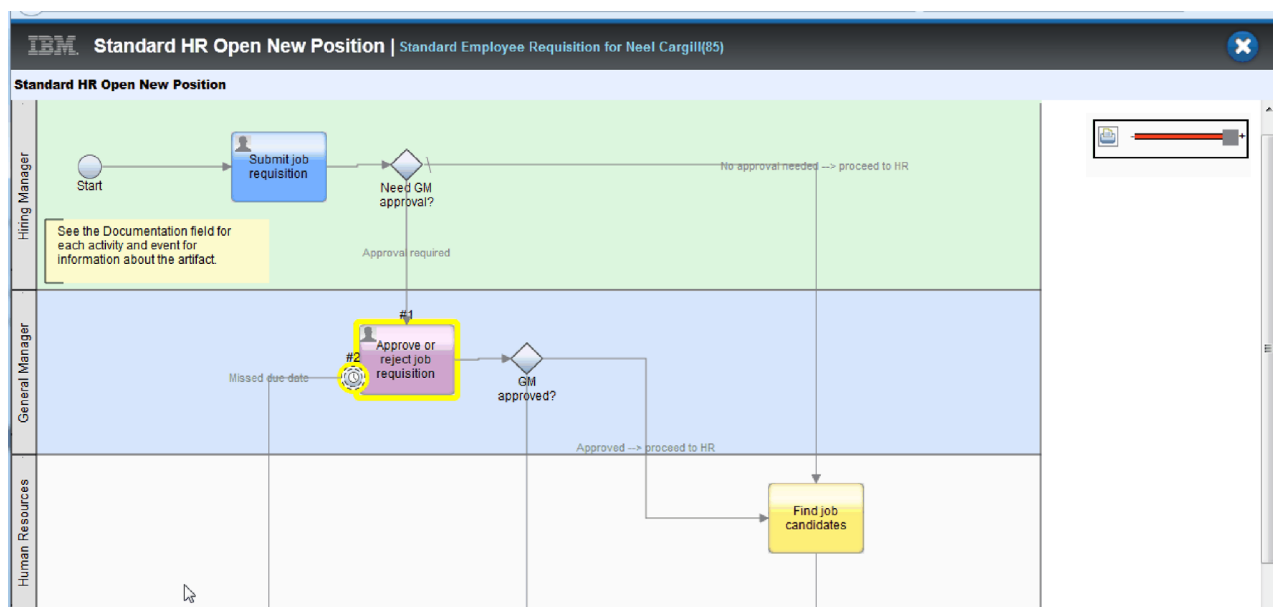 IBM. Standard HR Open New Position | Standard Employee Requisition for Neel Cargill(85)
Standard HR Open New Position
Hiring Manager
Start
Submit job
requisition
Need GM
approval?
No approval needed --> proceed to HR
See the Documentation field for
each activity and event for
information about the artifact.
Approval required
General Manager
#1
Approve or
reject job
requisition
#2
Missed due date
GM
approved?
Approved --> proceed to HR
Human Resources
Find job
candidates
- +